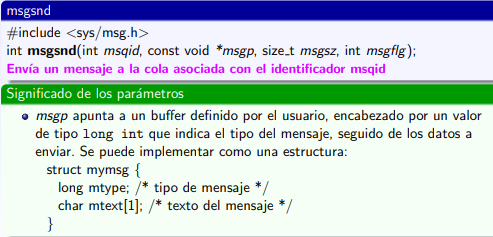 msgsnd
#include <sys/msg.h>
int msgsnd(int msqid, const void *msgp, size_t msgsz, int msgflg);
Envía un mensaje a la cola asociada con el identificador msqid
Significado de los parámetros
msgp apunta a un buffer definido por el usuario, encabezado por un valor
de tipo long int que indica el tipo del mensaje, seguido de los datos a
enviar. Se puede implementar como una estructura:
struct mymsg {
long mtype; /* tipo de mensaje */
char mtext[1]; /* texto del mensaje */
}